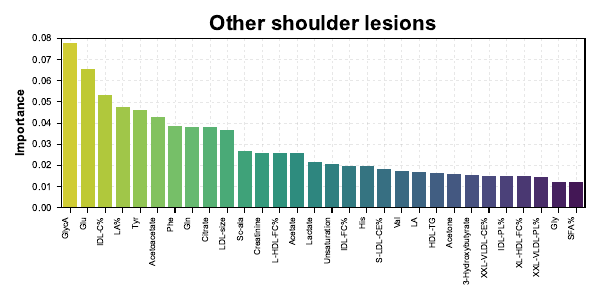 Other shoulder lesions
Importance
0.08
0.07
0.06
0.05
0.04
0.03
0.02
0.01
0.00
GlycA
Glu
IDL-C%
LA%
Tyr
Acetoacetate
Phe
Gln
Citrate
LDL-size
Sc-ala
Creatinine
L-HDL-FC%
Acetate
Lactate
Unsaturation
IDL-FC%
His
S-LDL-CE%
Val
LA
HDL-TG
Acetone
3-Hydroxybutyrate
XXL-VLDL-CE%
IDL-PL%
XL-HDL-FC%
XXL-VLDL-PL%
Gly
SFA%